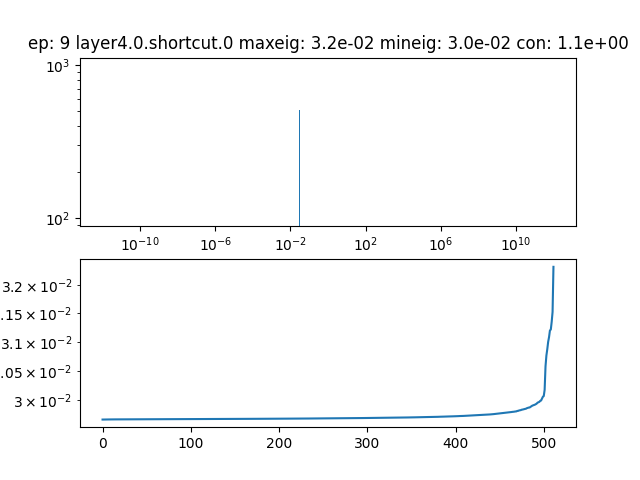 ep: 9 layer4.0.shortcut.0 maxeig: 3.2e-02 mineig: 3.0e-02 con: 1.1e+00
10³
10²
10⁻¹⁰ 10⁻⁶ 10⁻² 10² 10⁶ 10¹⁰
3.2 × 10⁻²
.15 × 10⁻²
3.1 × 10⁻²
.05 × 10⁻²
3 × 10⁻²
0 100 200 300 400 500